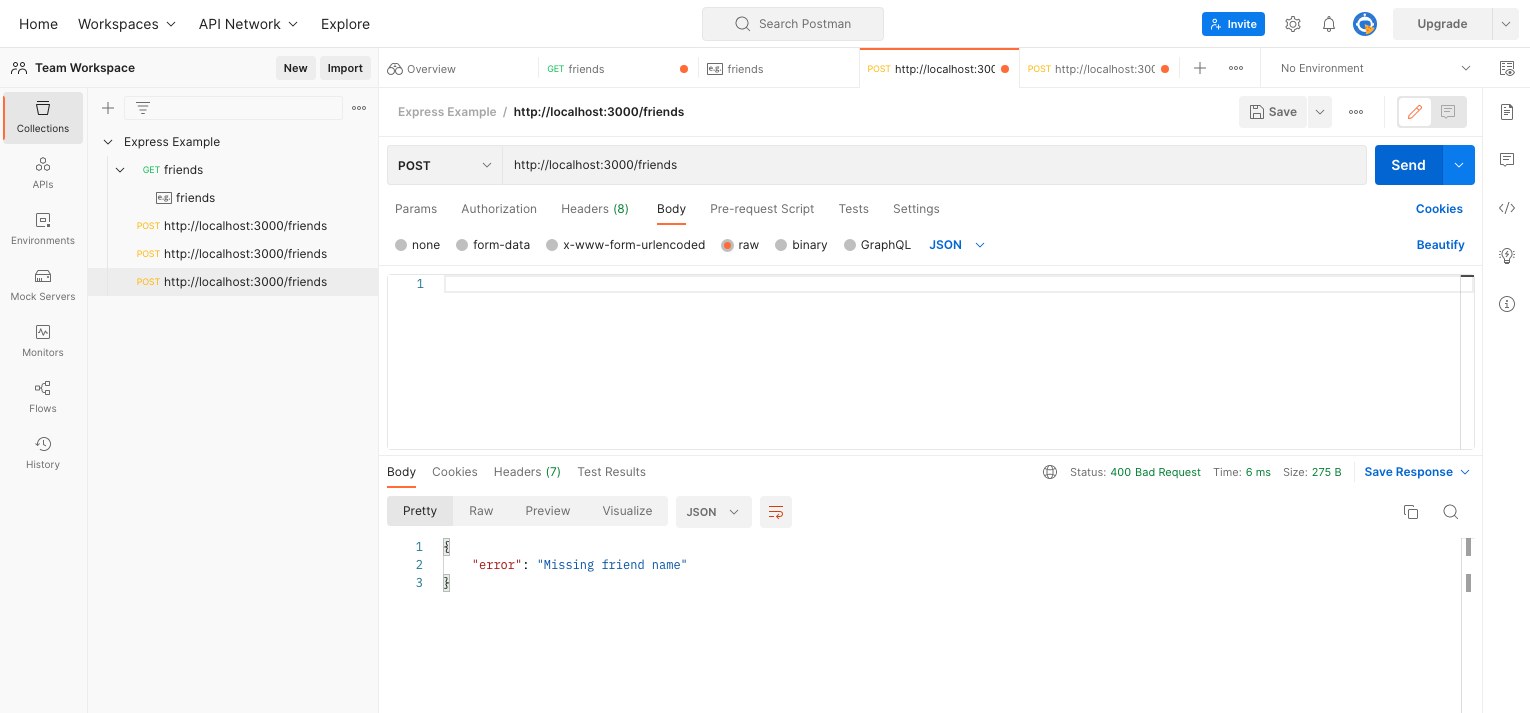 Home Workspaces API Network Explore Search Postman Invite Upgrade
Team Workspace New Import Overview GET friends e.g. friends POST http://localhost:300 POST http://localhost:300 No Environment
Collections
APIs
Environments
Mock Servers
Monitors
Flows
History
Express Example
GET friends
e.g. friends
POST http://localhost:3000/friends
POST http://localhost:3000/friends
POST http://localhost:3000/friends
Express Example / http://localhost:3000/friends Save
POST http://localhost:3000/friends Send
Params Authorization Headers (8) Body Pre-request Script Tests Settings Cookies
none form-data x-www-form-urlencoded raw binary GraphQL JSON Beautify
1
Body Cookies Headers (7) Test Results Status: 400 Bad Request Time: 6 ms Size: 275 B Save Response
Pretty Raw Preview Visualize JSON
1 {
2 "error": "Missing friend name"
3 }